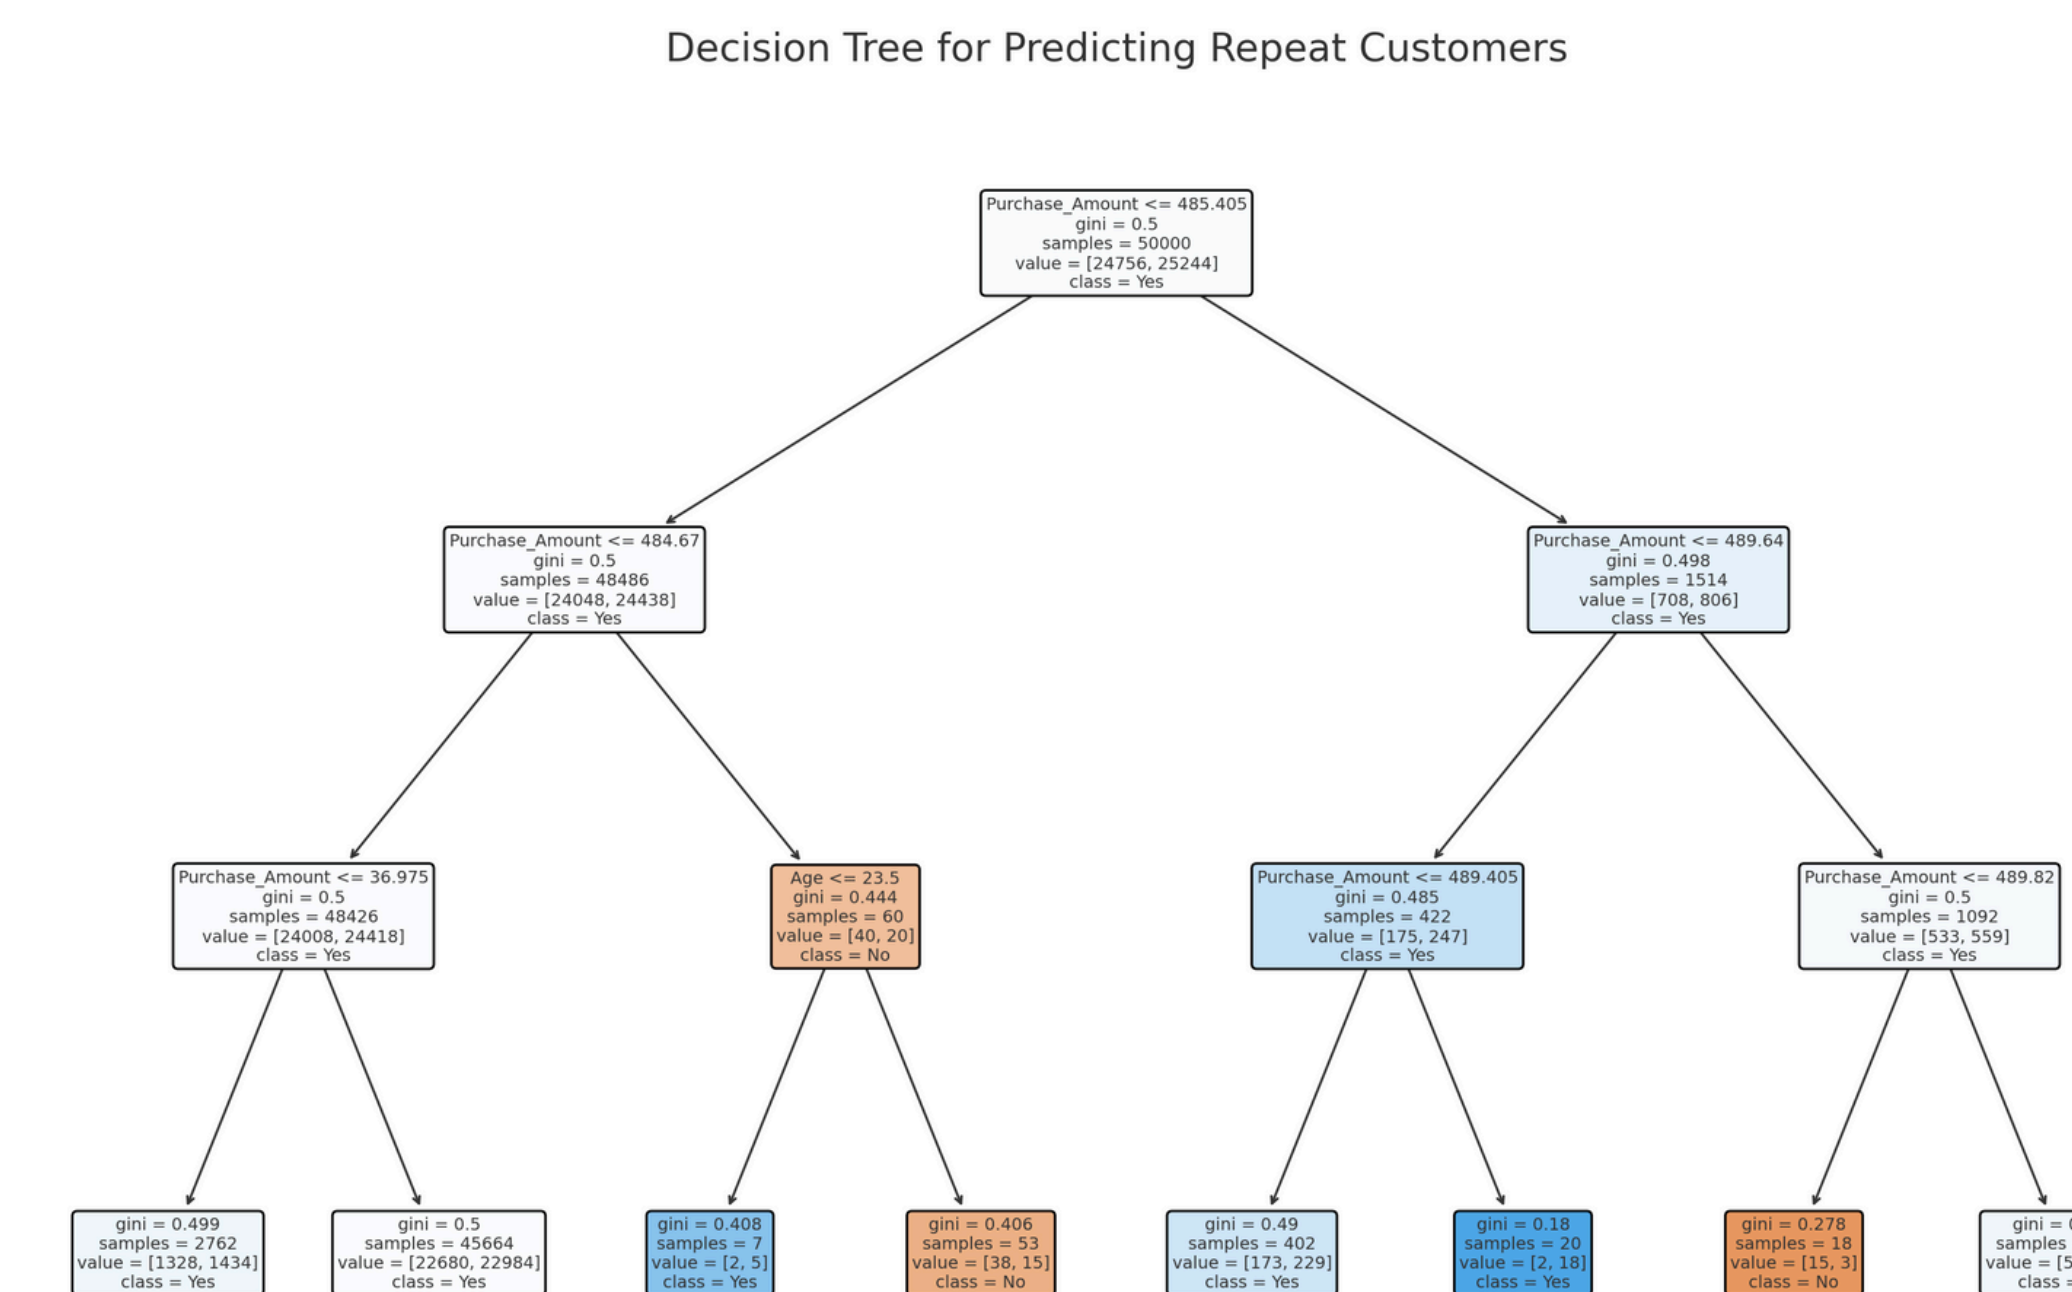 Decision Tree for Predicting Repeat Customers
Purchase_Amount <= 485.405
gini = 0.5
samples = 50000
value = [24756, 25244]
class = Yes
Purchase_Amount <= 484.67
gini = 0.5
samples = 48486
value = [24048, 24438]
class = Yes
Purchase_Amount <= 489.64
gini = 0.498
samples = 1514
value = [708, 806]
class = Yes
Purchase_Amount <= 36.975
gini = 0.5
samples = 48426
value = [24008, 24418]
class = Yes
Age <= 23.5
gini = 0.444
samples = 60
value = [40, 20]
class = No
Purchase_Amount <= 489.405
gini = 0.485
samples = 422
value = [175, 247]
class = Yes
Purchase_Amount <= 489.82
gini = 0.5
samples = 1092
value = [533, 559]
class = Yes
gini = 0.499
samples = 2762
value = [1328, 1434]
class = Yes
gini = 0.5
samples = 45664
value = [22680, 22984]
class = Yes
gini = 0.408
samples = 7
value = [2, 5]
class = Yes
gini = 0.406
samples = 53
value = [38, 15]
class = No
gini = 0.49
samples = 402
value = [173, 229]
class = Yes
gini = 0.18
samples = 20
value = [2, 18]
class = Yes
gini = 0.278
samples = 18
value = [15, 3]
class = No
gini =
samples
value = [5
class =